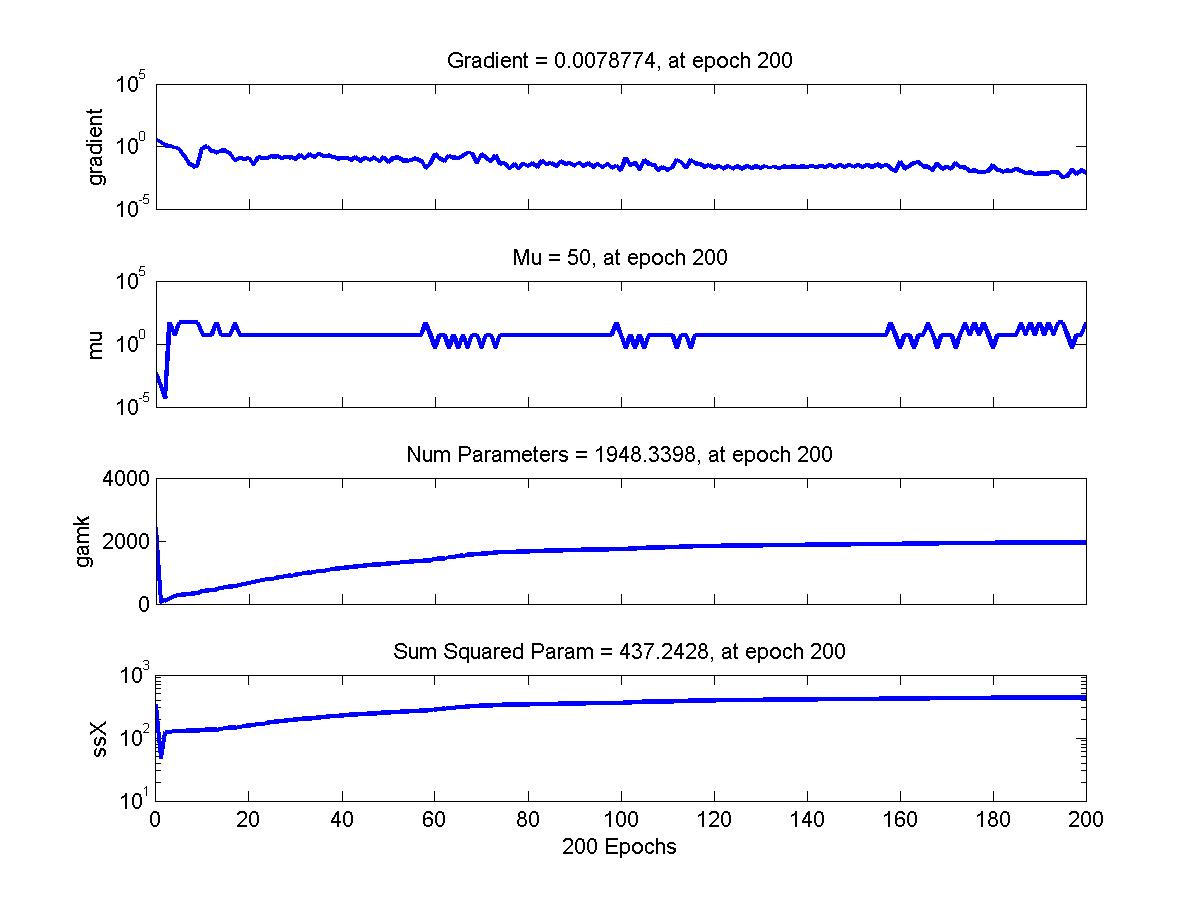 Gradient = 0.0078774, at epoch 200
10^5
10^0
10^-5
gradient
Mu = 50, at epoch 200
10^5
10^0
10^-5
mu
Num Parameters = 1948.3398, at epoch 200
4000
2000
0
gamk
Sum Squared Param = 437.2428, at epoch 200
10^3
10^2
10^1
ssX
0 20 40 60 80 100 120 140 160 180 200
200 Epochs